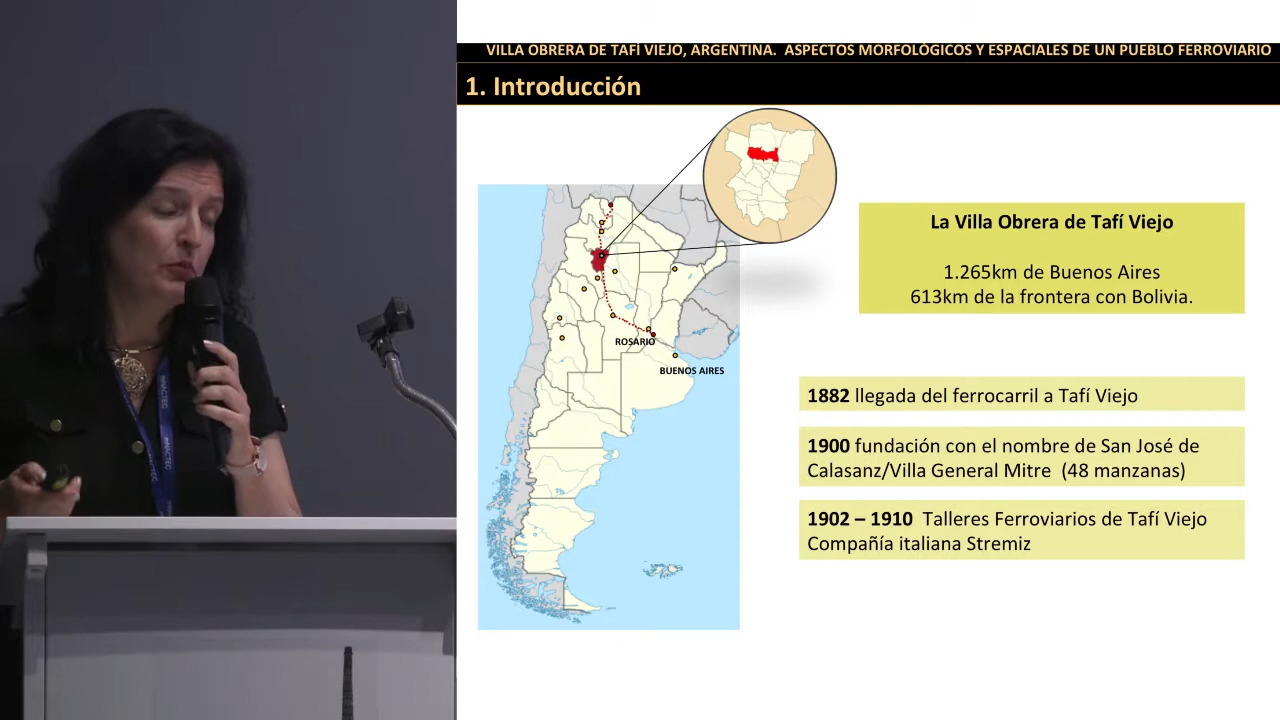 VILLA OBRERA DE TAFÍ VIEJO, ARGENTINA. ASPECTOS MORFOLÓGICOS Y ESPACIALES DE UN PUEBLO FERROVIARIO
1. Introducción
La Villa Obrera de Tafí Viejo
1.265km de Buenos Aires
613km de la frontera con Bolivia.
ROSARIO
BUENOS AIRES
1882 llegada del ferrocarril a Tafí Viejo
1900 fundación con el nombre de San José de
Calasanz/Villa General Mitre (48 manzanas)
1902 – 1910 Talleres Ferroviarios de Tafí Viejo
Compañía italiana Stremiz
INNACTEC